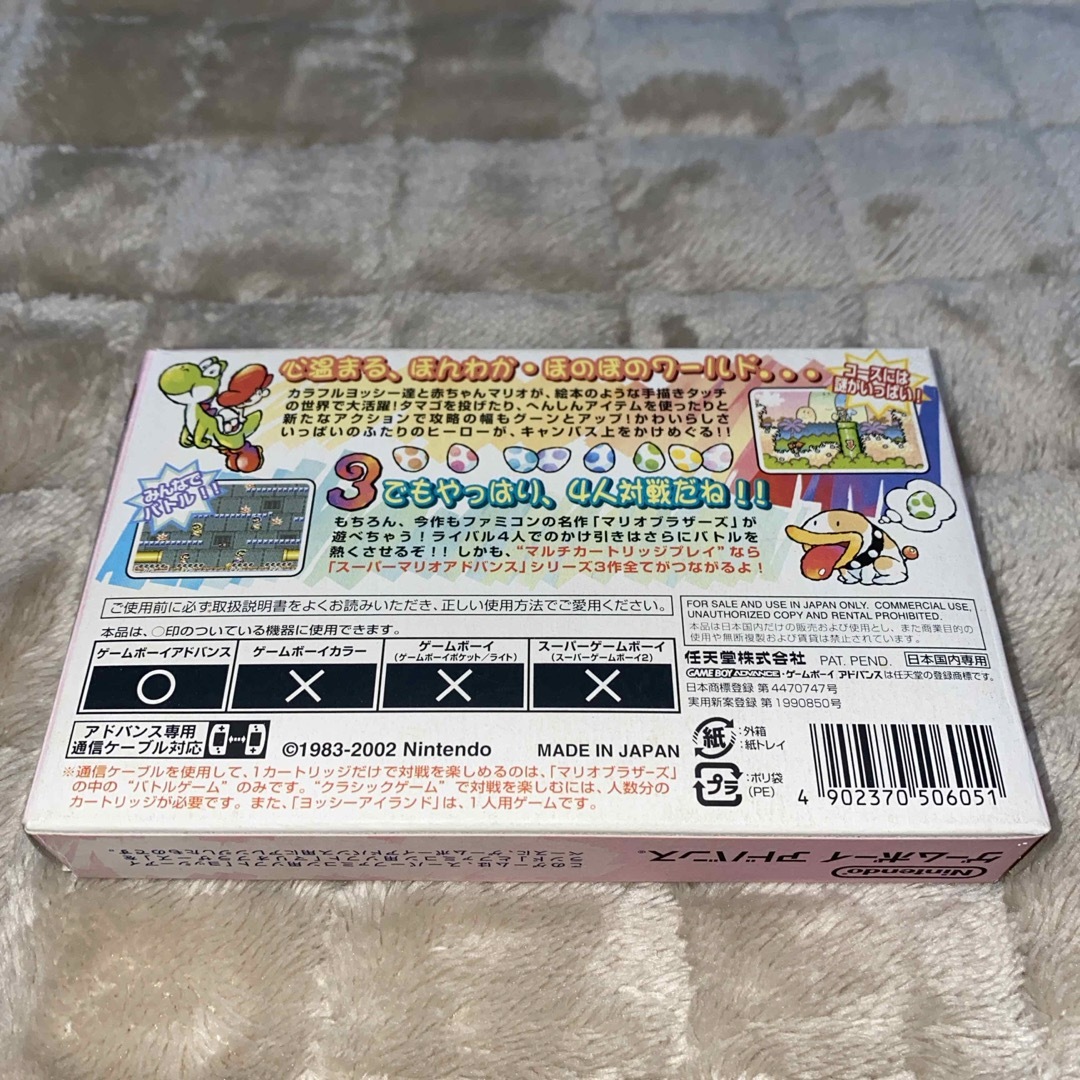 心温まる、ほんわか・ほのぼのワールド...
カラフルヨッシー達と赤ちゃんマリオが、絵本のような手描きタッチ
の世界で大活躍!タマゴを投げたり、へんしんアイテムを使ったりと
新たなアクションで攻略の幅もグーンとアップ!かわいらしさ
いっぱいのふたりのヒーローが、キャンバス上をかけめぐる!!
コースには
謎がいっぱい!
みんなで
バトル!!
3でもやっぱり、4人対戦だね!!
もちろん、今作もファミコンの名作「マリオブラザーズ」が
遊べちゃう!ライバル4人でのかけ引きはさらにバトルを
熱くさせるぞ!!しかも、“マルチカートリッジプレイ”なら
「スーパーマリオアドバンス」シリーズ3作全てがつながるよ!
ご使用前に必ず取扱説明書をよくお読みいただき、正しい使用方法でご愛用ください。
本品は、○印のついている機器に使用できます。
ゲームボーイアドバンス
ゲームボーイカラー
ゲームボーイ
(ゲームボーイポケット/ライト)
スーパーゲームボーイ
(スーパーゲームボーイ2)
○ × × ×
FOR SALE AND USE IN JAPAN ONLY. COMMERCIAL USE,
UNAUTHORIZED COPY AND RENTAL PROHIBITED.
本品は日本国内だけの販売および使用とし、また商業目的の
使用や無断複製および賃貸は禁止されています。
任天堂株式会社 PAT. PEND. 日本国内専用
GAME BOY ADVANCE・ゲームボーイ アドバンスは任天堂の登録商標です。
日本商標登録 第4470747号
実用新案登録 第1990850号
アドバンス専用
通信ケーブル対応
©1983-2002 Nintendo MADE IN JAPAN
紙 :外箱
:紙トレイ
プラ :ポリ袋
(PE)
4 902370 506051
※通信ケーブルを使用して、1カートリッジだけで対戦を楽しめるのは、「マリオブラザーズ」
の中の“バトルゲーム”のみです。“クラシックゲーム”で対戦を楽しむには、人数分の
カートリッジが必要です。また、「ヨッシーアイランド」は、1人用ゲームです。
Nintendo
ゲームボーイ アドバンス。